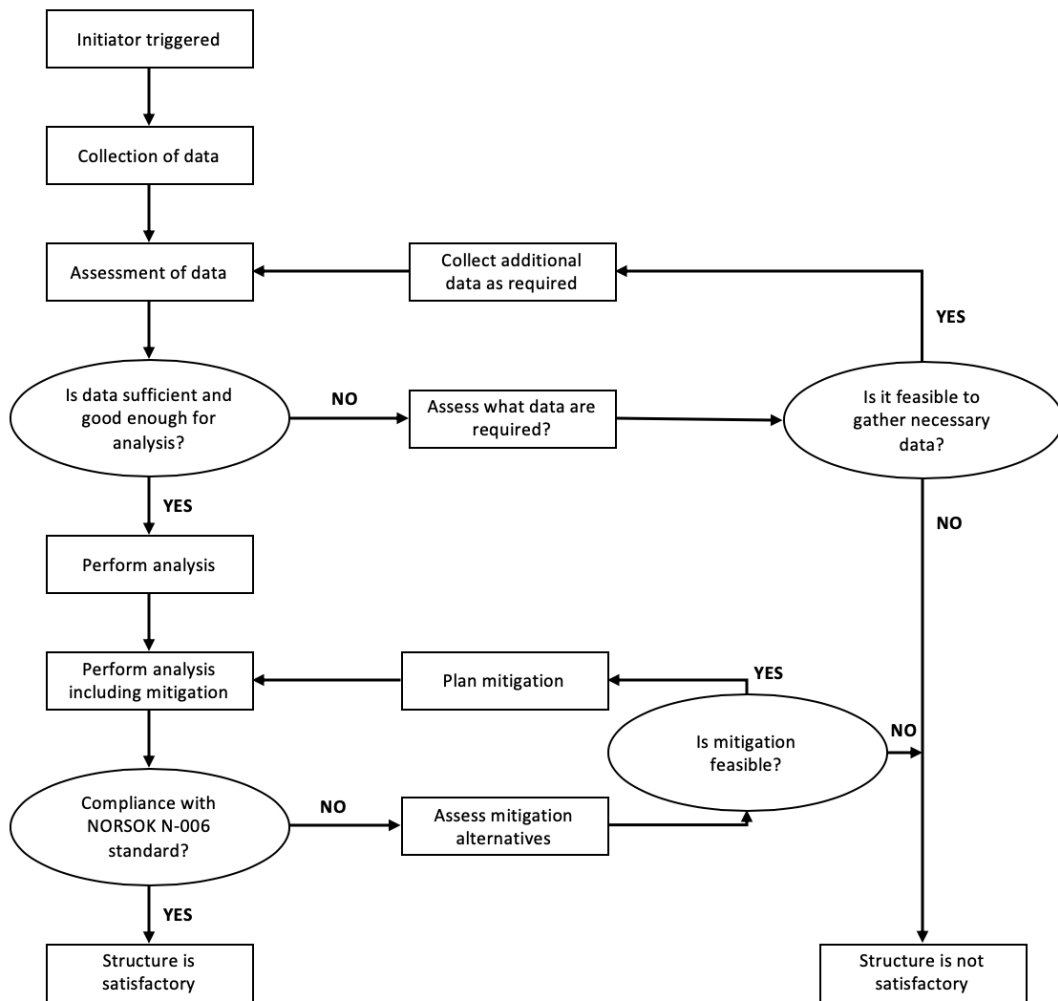 Initiator triggered
Collection of data
Assessment of data
Collect additional
data as required
YES
Is data sufficient and
good enough for
analysis?
NO
Assess what data are
required?
Is it feasible to
gather necessary
data?
YES
NO
Perform analysis
Perform analysis
including mitigation
Plan mitigation
YES
Is mitigation
feasible?
NO
Compliance with
NORSOK N-006
standard?
NO
Assess mitigation
alternatives
YES
Structure is
satisfactory
Structure is not
satisfactory